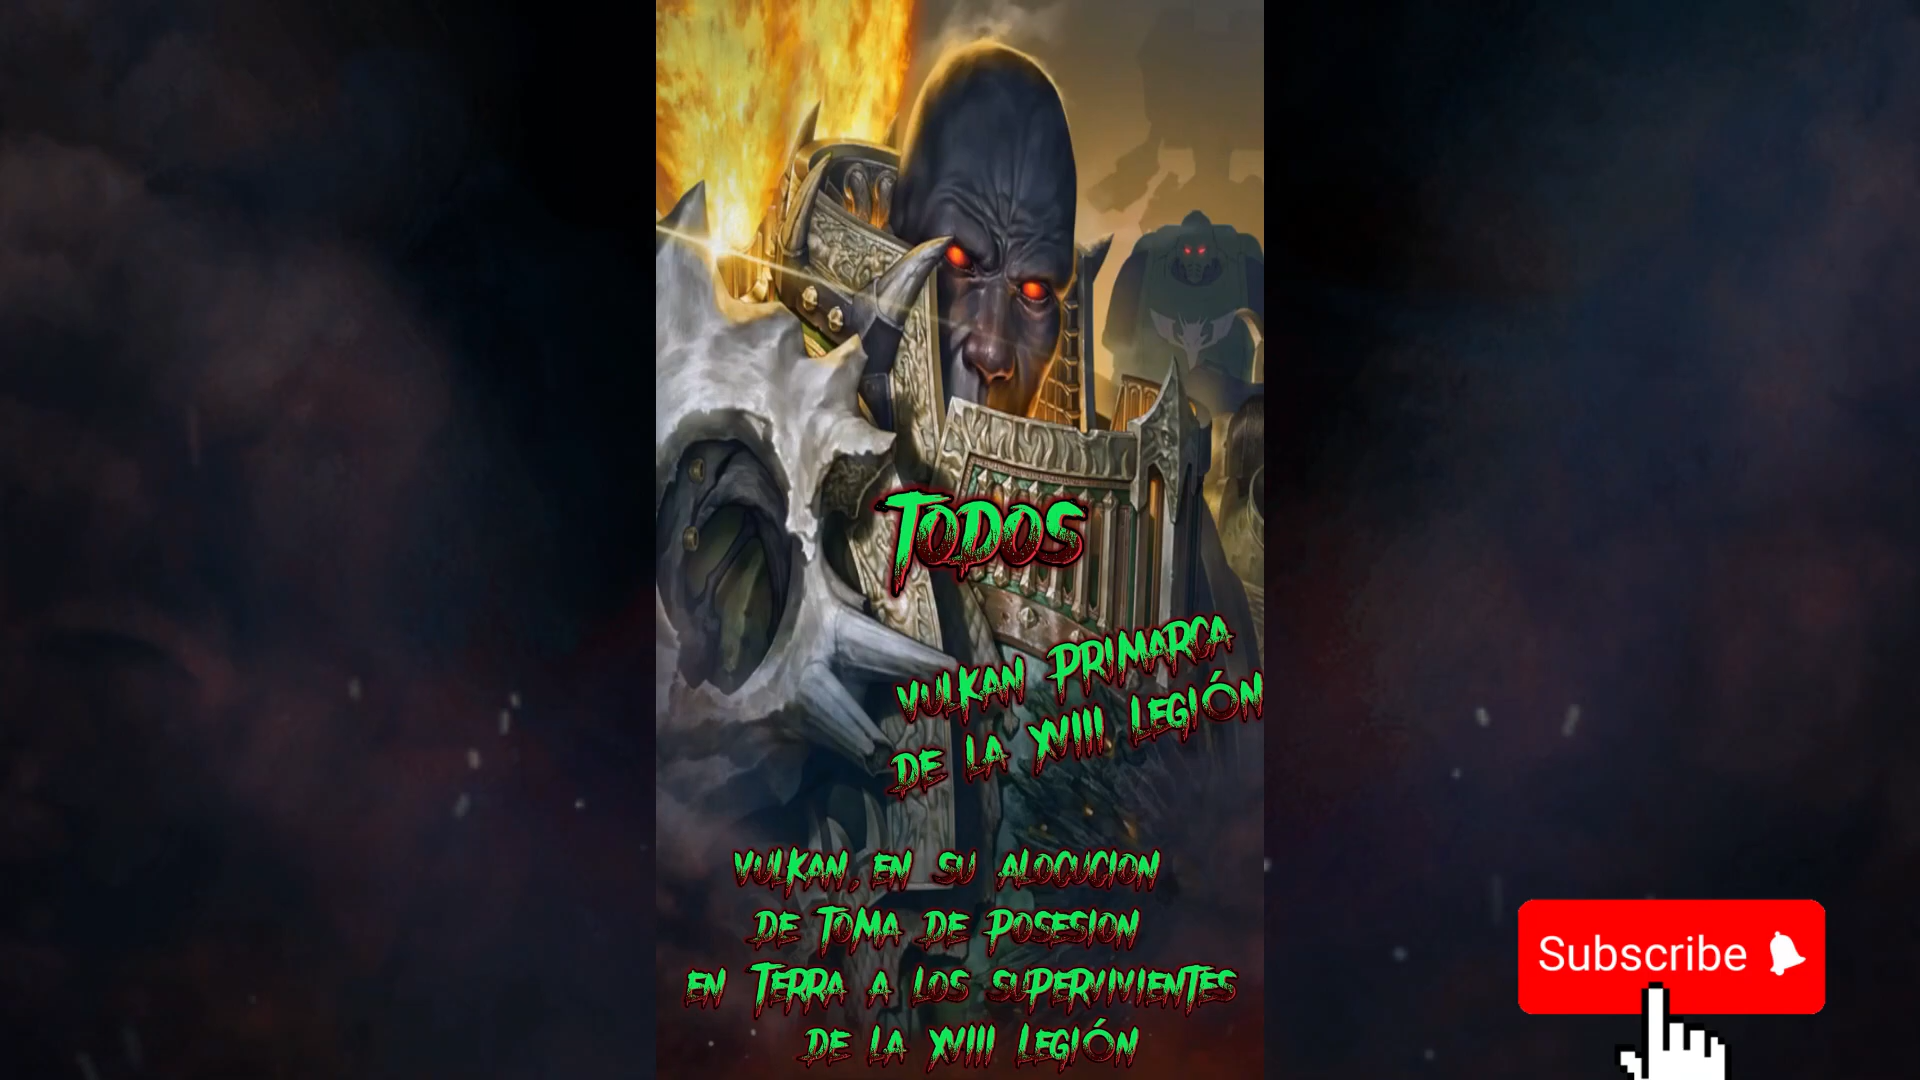 Todos
Vulkan Primarca
de la XVIII Legión
Vulkan, en su alocucion
de Toma de Posesion
en Terra a los supervivientes
de la XVIII Legión
Subscribe